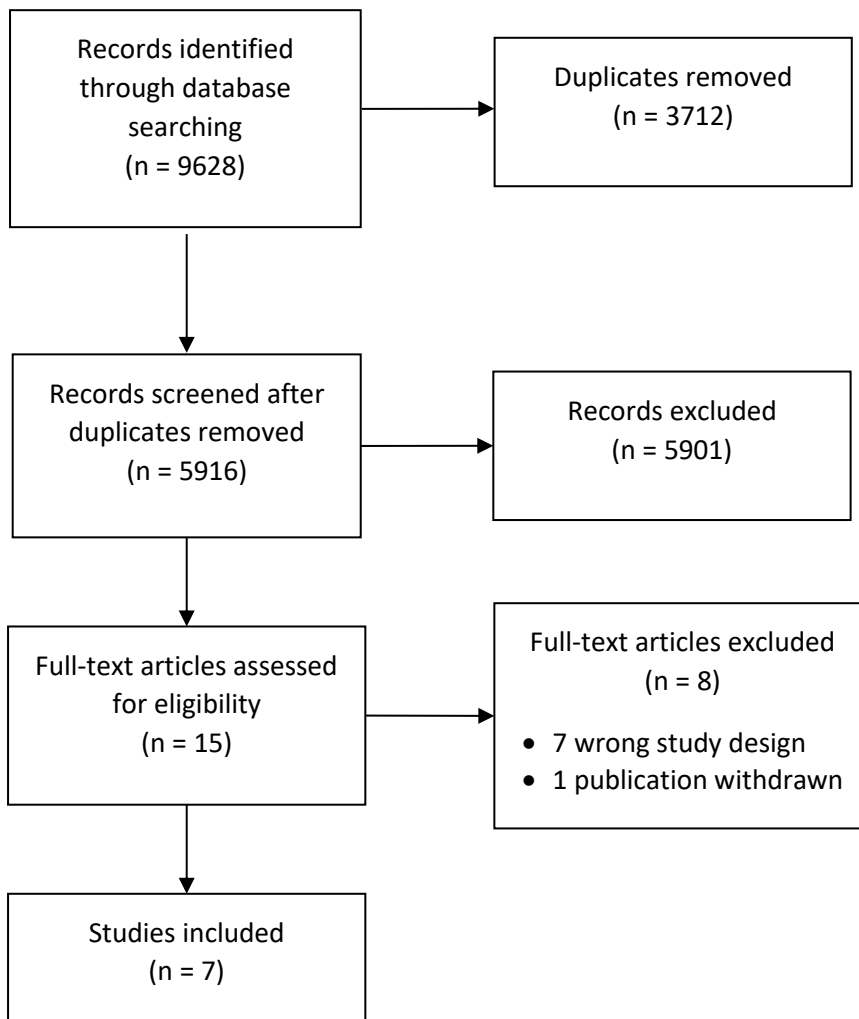 Records identified
through database
searching
(n = 9628)
Duplicates removed
(n = 3712)
Records screened after
duplicates removed
(n = 5916)
Records excluded
(n = 5901)
Full-text articles assessed
for eligibility
(n = 15)
Full-text articles excluded
(n = 8)
• 7 wrong study design
• 1 publication withdrawn
Studies included
(n = 7)